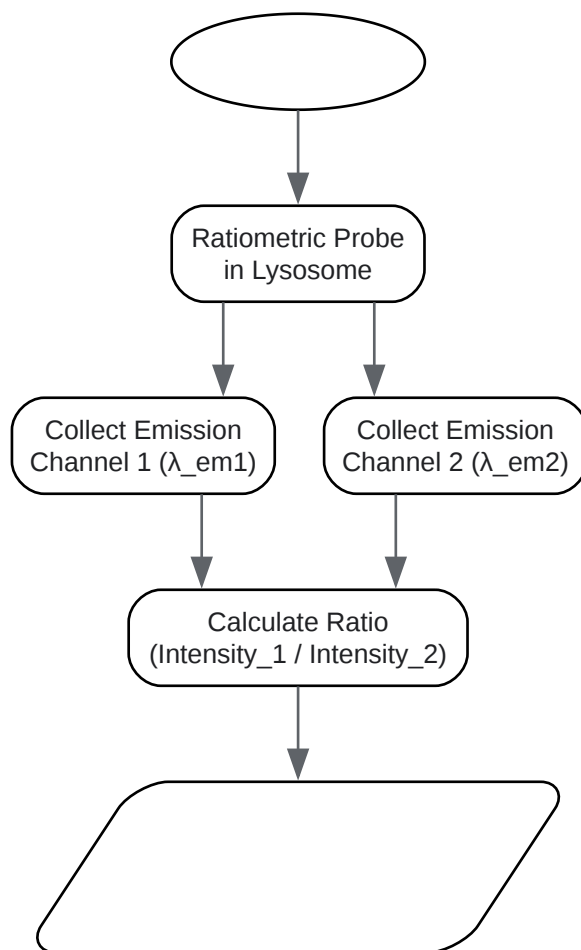 Ratiometric Probe
in Lysosome
Collect Emission
Channel 1 (λ_em1)
Collect Emission
Channel 2 (λ_em2)
Calculate Ratio
(Intensity_1 / Intensity_2)